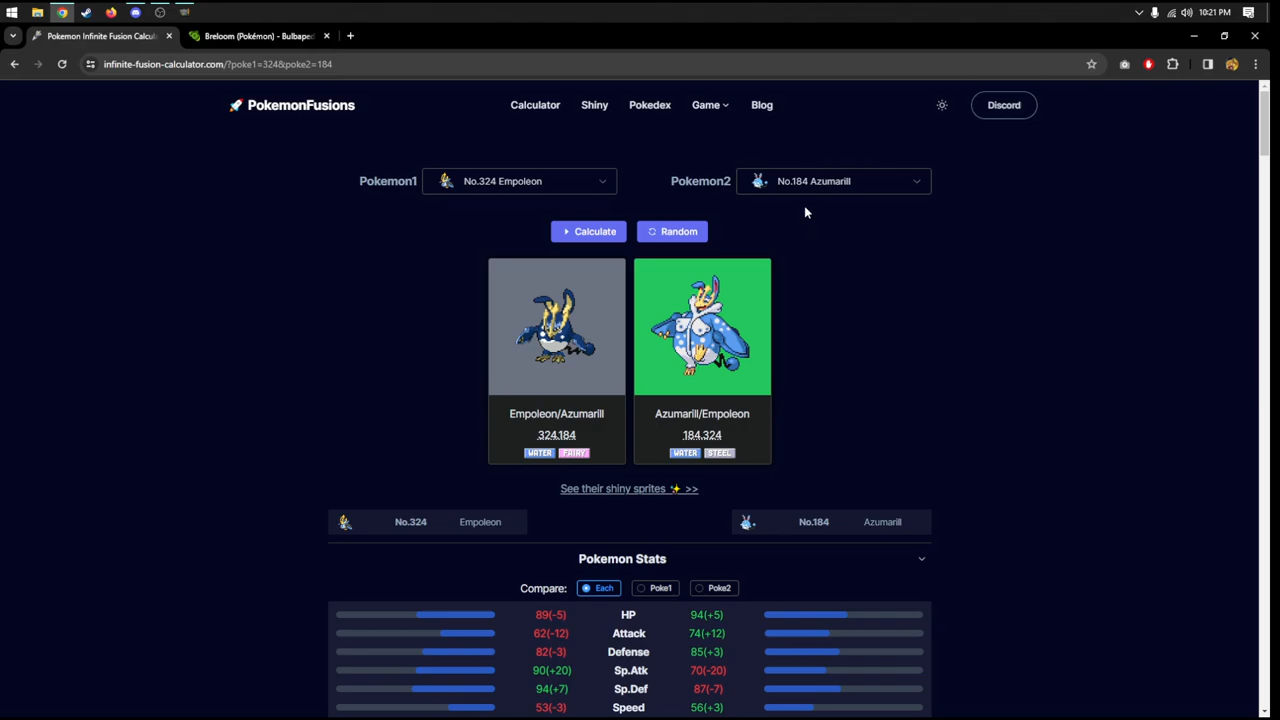 10:21 PM
Pokemon Infinite Fusion Calcula
Breloom (Pokémon) - Bulbaped
infinite-fusion-calculator.com/?poke1=324&poke2=184
PokemonFusions
Calculator Shiny Pokedex Game Blog
Discord
Pokemon1 No.324 Empoleon
Pokemon2 No.184 Azumarill
Calculate Random
Empoleon/Azumarill
324.184
WATER FAIRY
Azumarill/Empoleon
184.324
WATER STEEL
See their shiny sprites ✨ >>
No.324 Empoleon
No.184 Azumarill
Pokemon Stats
Compare: Each Poke1 Poke2
89(-5) HP 94(+5)
62(-12) Attack 74(+12)
82(-3) Defense 85(+3)
90(+20) Sp.Atk 70(-20)
94(+7) Sp.Def 87(-7)
53(-3) Speed 56(+3)